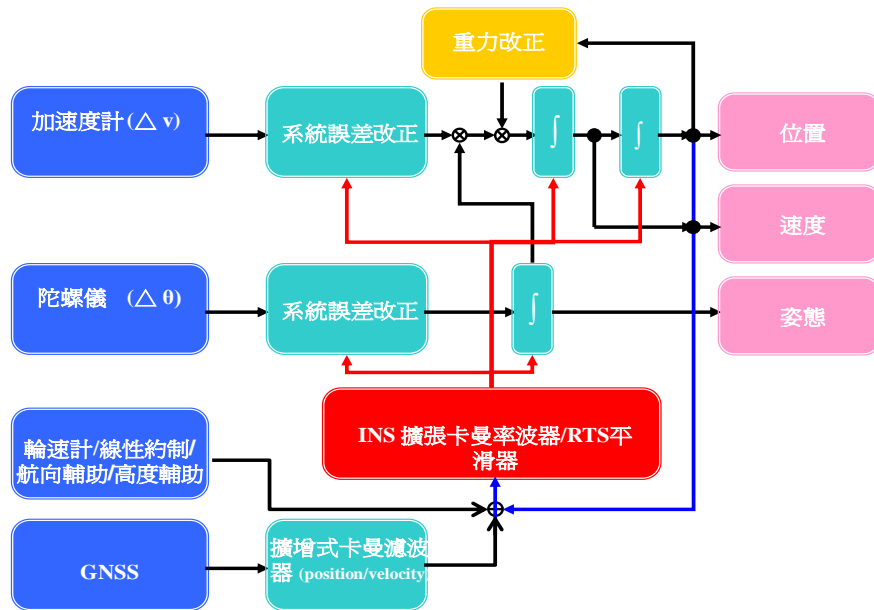 重力改正
加速度計 (△ v)
系統誤差改正
∫
∫
位置
速度
陀螺儀 (△ θ)
系統誤差改正
∫
姿態
INS 擴張卡曼率波器/RTS平
滑器
輪速計/線性約制/
航向輔助/高度輔助
GNSS
擴增式卡曼濾波
器 (position/velocity